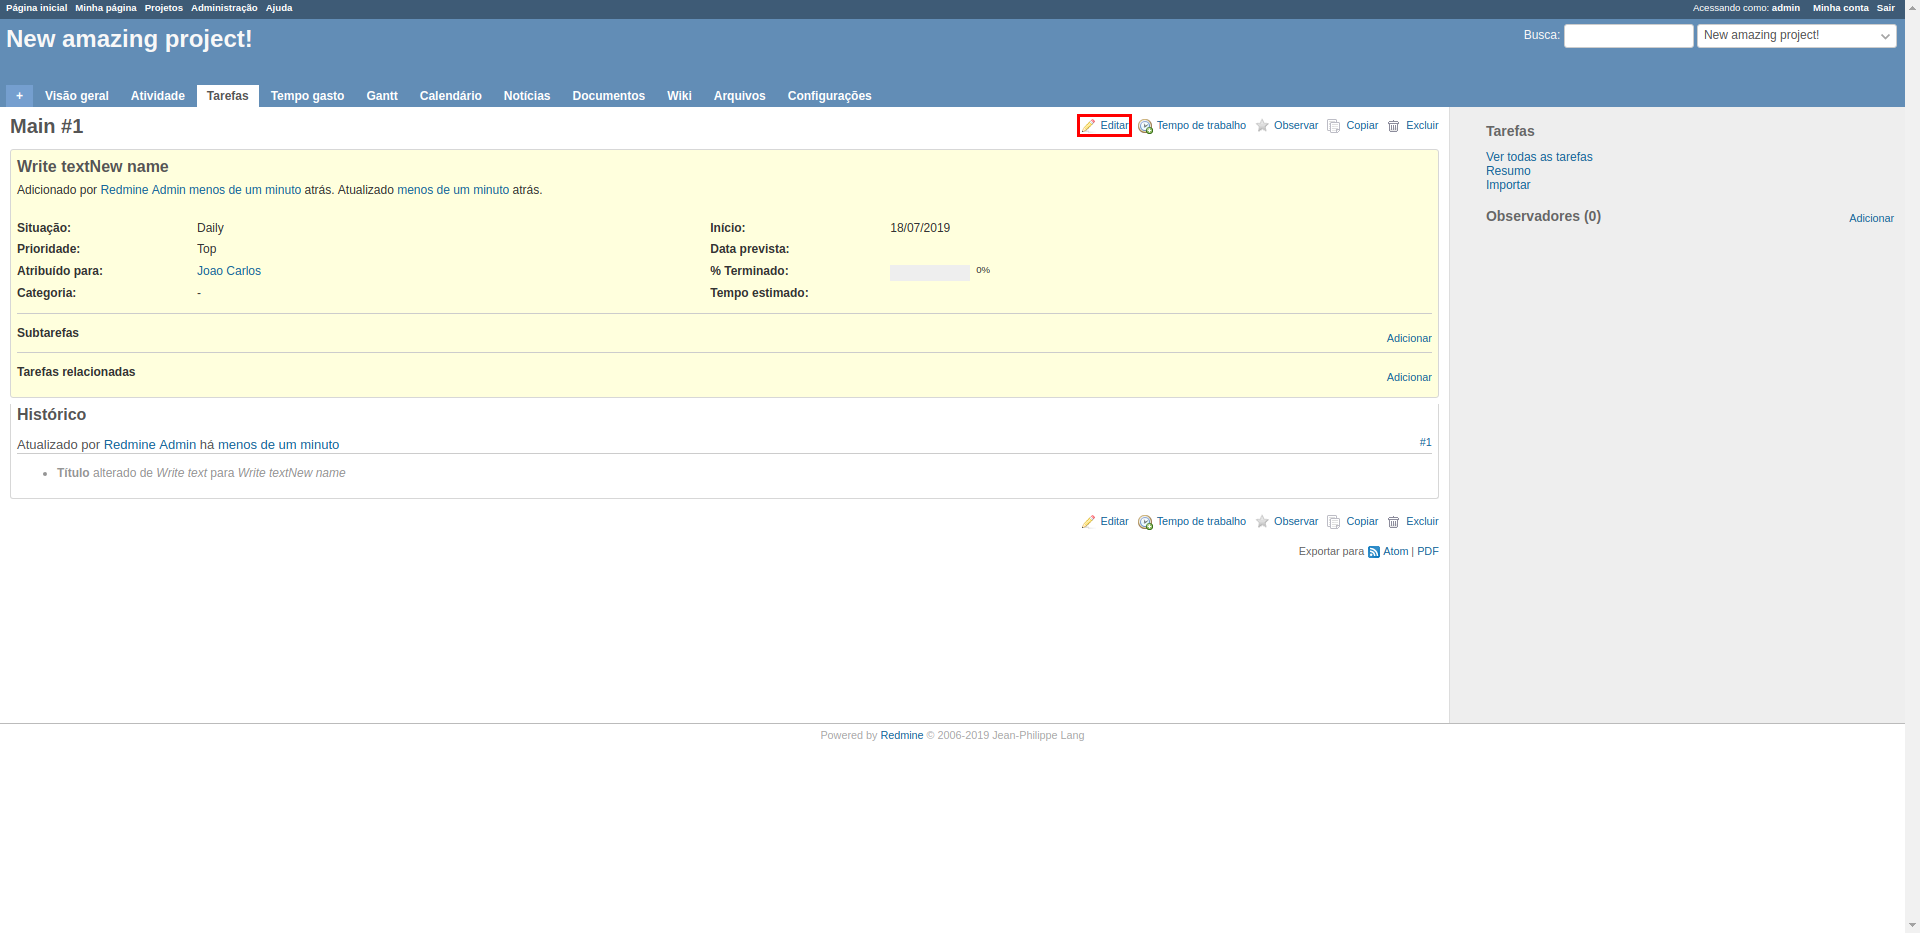 Página inicial Minha página Projetos Administração Ajuda Acessando como: admin Minha conta Sair
New amazing project! Busca: New amazing project!
+ Visão geral Atividade Tarefas Tempo gasto Gantt Calendário Notícias Documentos Wiki Arquivos Configurações
Main #1 Editar Tempo de trabalho Observar Copiar Excluir
Write textNew name
Adicionado por Redmine Admin menos de um minuto atrás. Atualizado menos de um minuto atrás.
Situação: Daily Início: 18/07/2019
Prioridade: Top Data prevista:
Atribuído para: Joao Carlos % Terminado: 0%
Categoria: - Tempo estimado:
Subtarefas Adicionar
Tarefas relacionadas Adicionar
Histórico
Atualizado por Redmine Admin há menos de um minuto #1
• Título alterado de Write text para Write textNew name
Editar Tempo de trabalho Observar Copiar Excluir
Exportar para Atom | PDF
Tarefas
Ver todas as tarefas
Resumo
Importar
Observadores (0) Adicionar
Powered by Redmine © 2006-2019 Jean-Philippe Lang